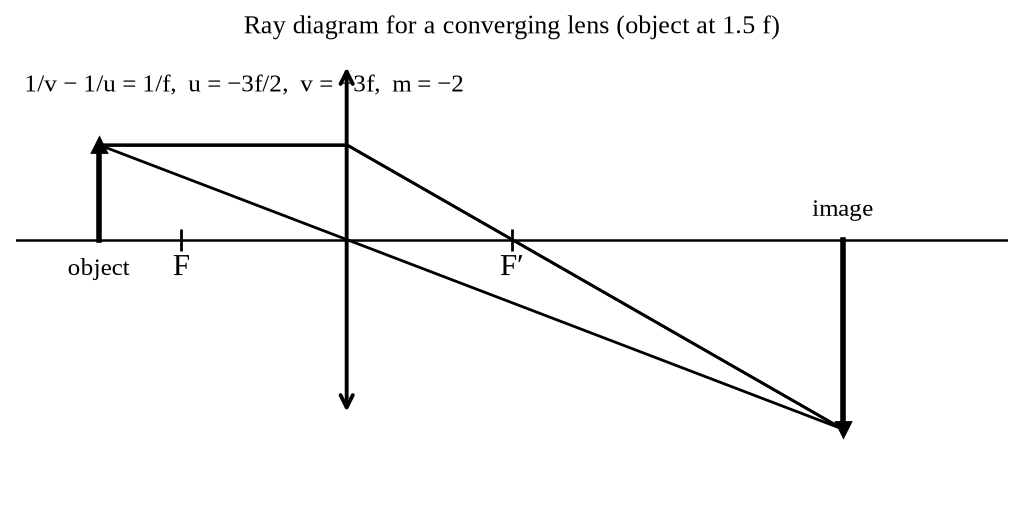 Ray diagram for a converging lens (object at 1.5 f)
1/v − 1/u = 1/f, u = −3f/2, v = +3f, m = −2
image
object F F′